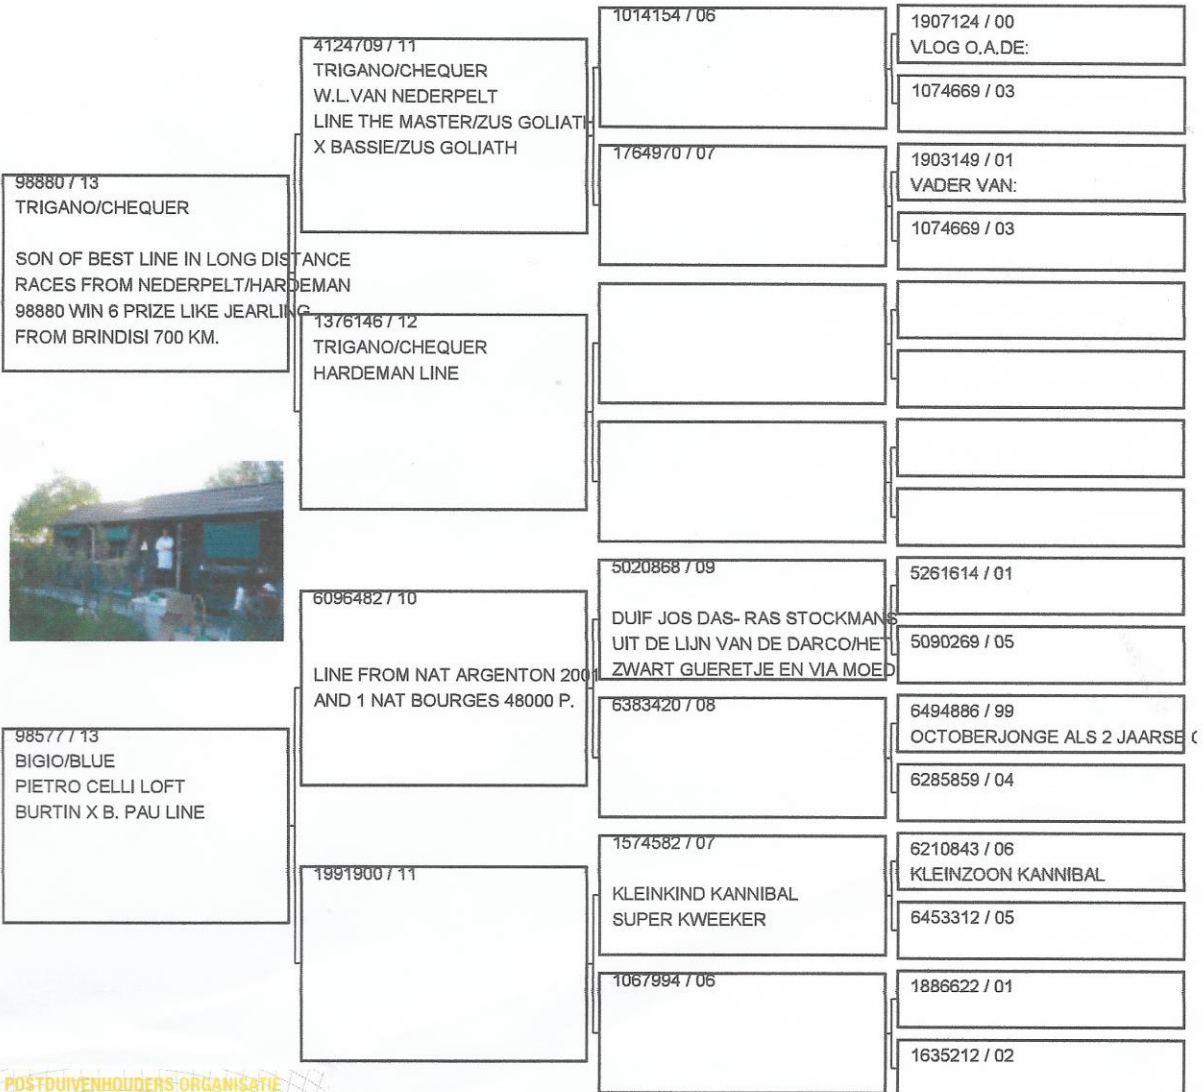 98880 / 13
TRIGANO/CHEQUER
SON OF BEST LINE IN LONG DISTANCE
RACES FROM NEDERPELT/HARDEMAN
98880 WIN 6 PRIZE LIKE JEARLING
FROM BRINDISI 700 KM.
98577 / 13
BIGIO/BLUE
PIETRO CELLI LOFT
BURTIN X B. PAU LINE
4124709 / 11
TRIGANO/CHEQUER
W.L.VAN NEDERPELT
LINE THE MASTER/ZUS GOLIATH
X BASSIE/ZUS GOLIATH
1376146 / 12
TRIGANO/CHEQUER
HARDEMAN LINE
6096482 / 10
LINE FROM NAT ARGENTON 2001
AND 1 NAT BOURGES 48000 P.
1991900 / 11
1014154 / 06
1764970 / 07
5020868 / 09
DUIF JOS DAS- RAS STOCKMANS
UIT DE LIJN VAN DE DARCO/HET
ZWART GUERETJE EN VIA MOED
6383420 / 08
1574582 / 07
KLEINKIND KANNIBAL
SUPER KWEEKER
1067994 / 06
1907124 / 00
VLOG O.A.DE:
1074669 / 03
1903149 / 01
VADER VAN:
1074669 / 03
5261614 / 01
5090269 / 05
6494886 / 99
OCTOBERJONGE ALS 2 JAARSE
6285859 / 04
6210843 / 06
KLEINZOON KANNIBAL
6453312 / 05
1886622 / 01
1635212 / 02
POSTDUIVENHOUDERS ORGANISATIE